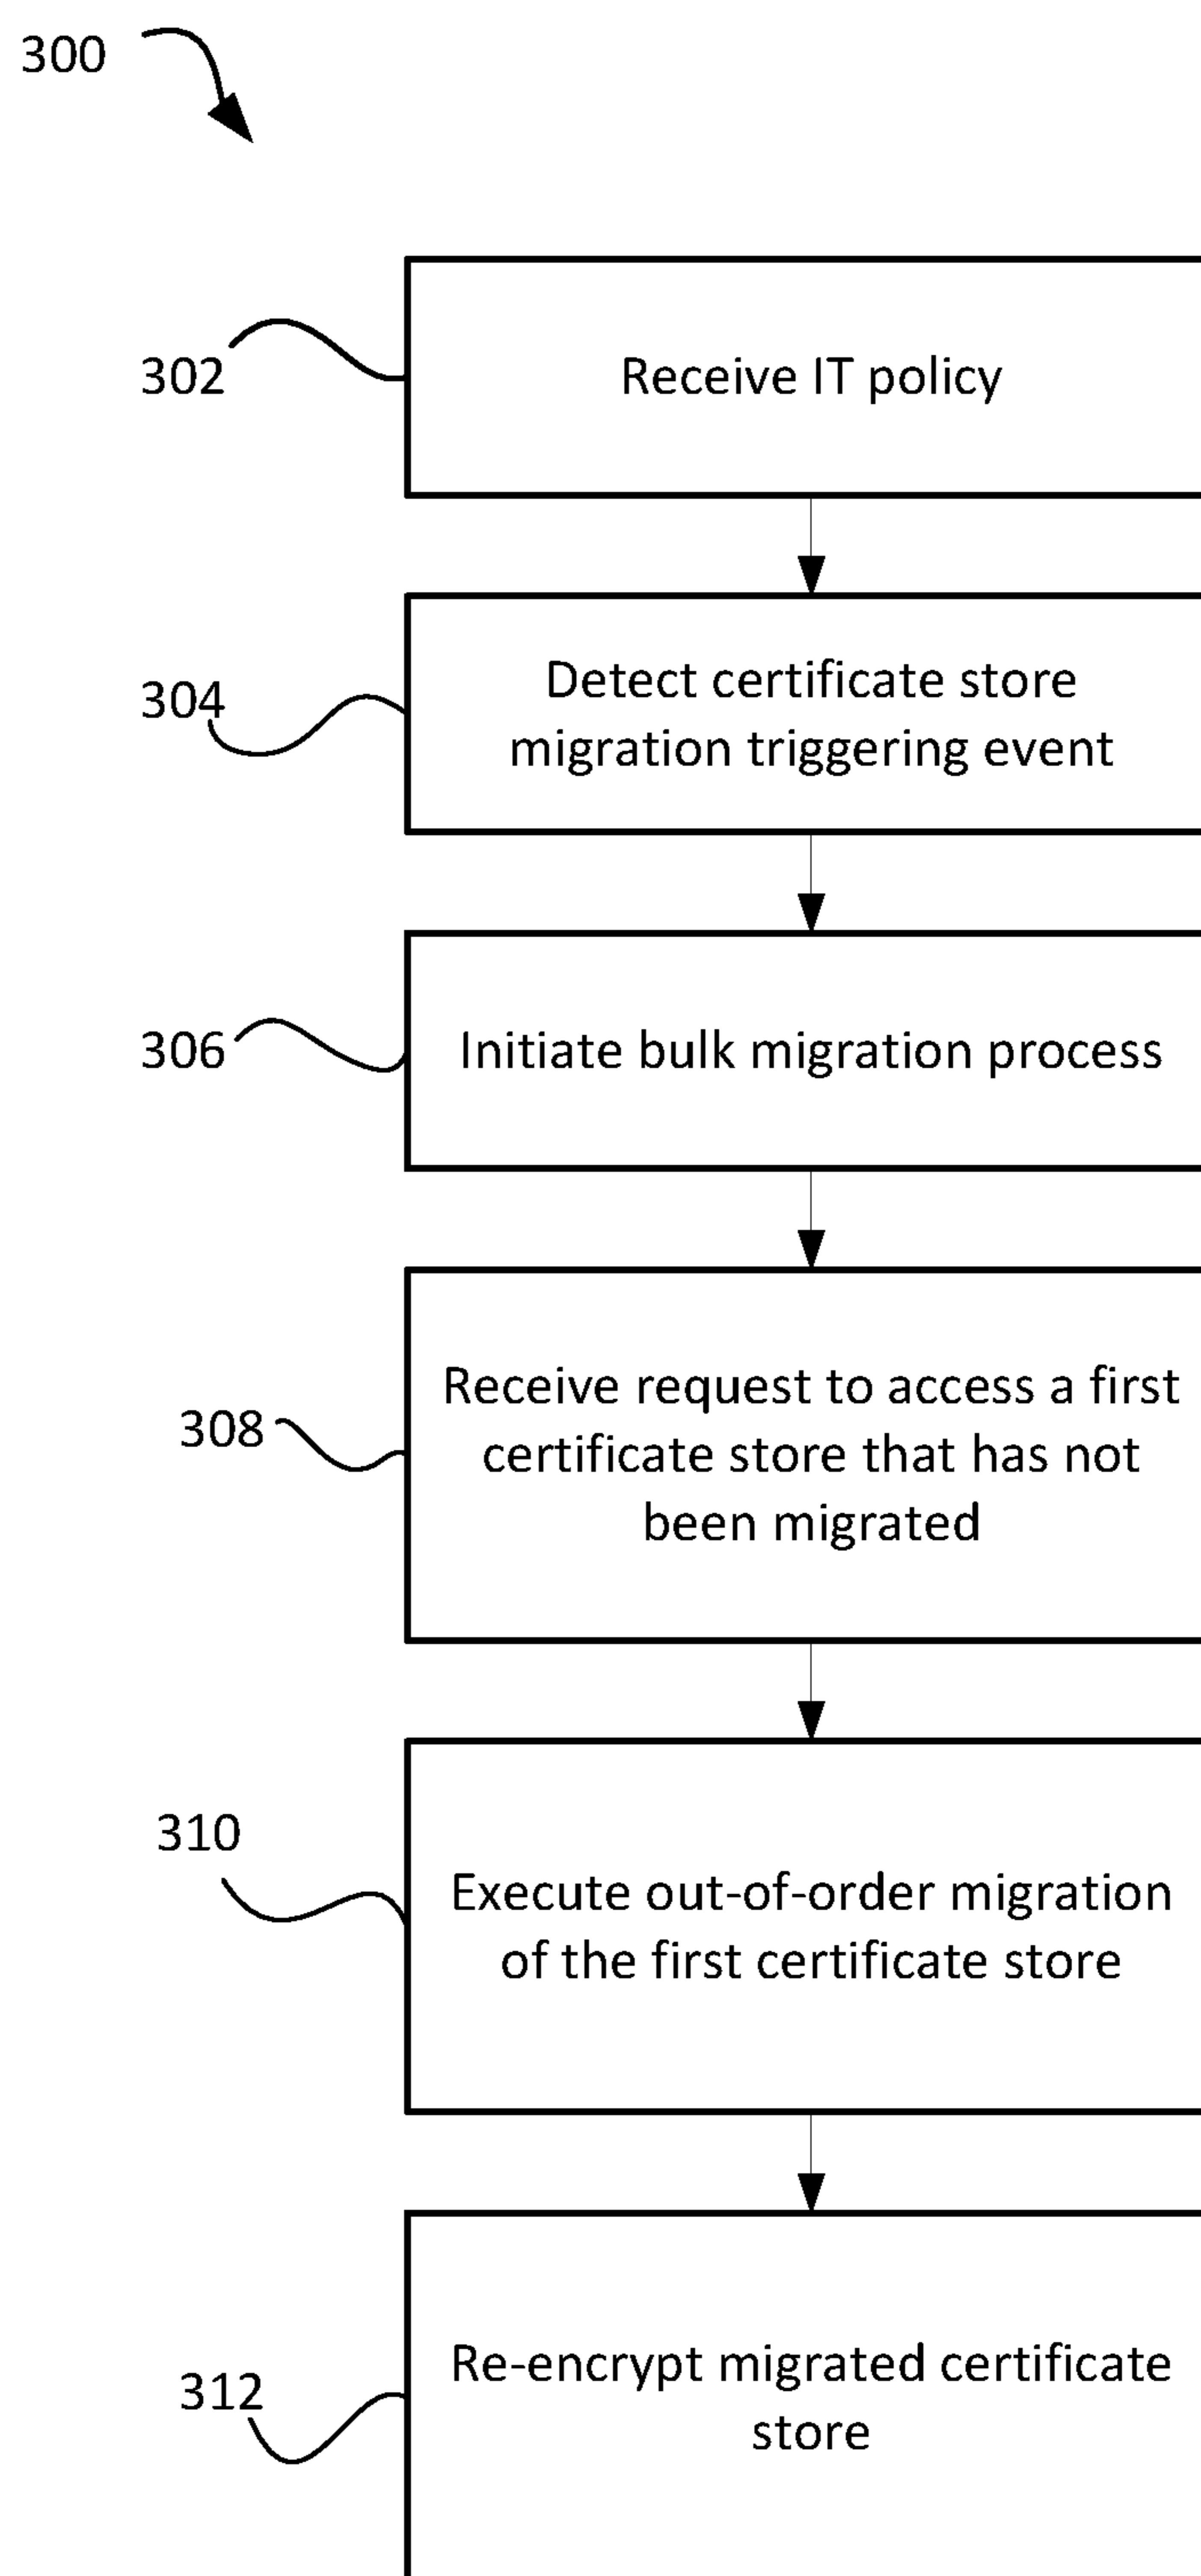 300
302
Receive IT policy
304
Detect certificate store
migration triggering event
306
Initiate bulk migration process
308
Receive request to access a first
certificate store that has not
been migrated
310
Execute out-of-order migration
of the first certificate store
312
Re-encrypt migrated certificate
store